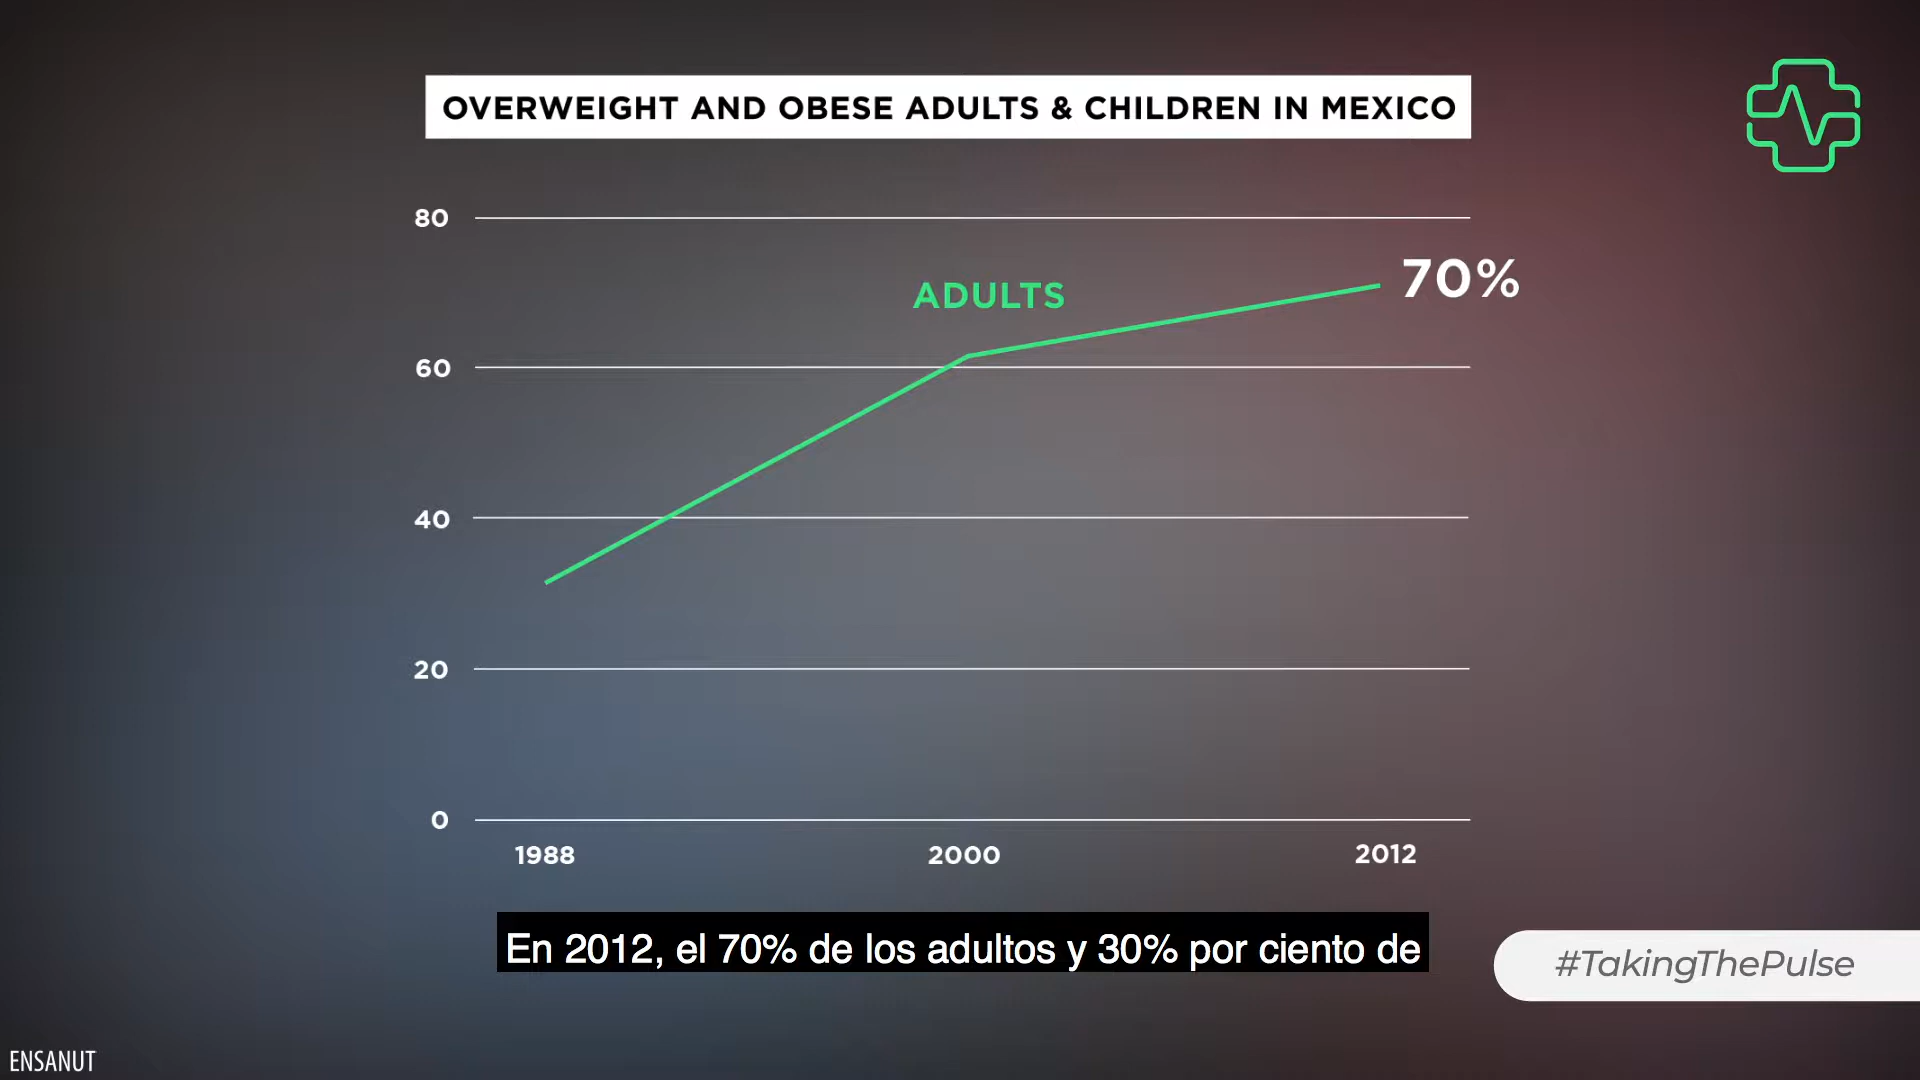 OVERWEIGHT AND OBESE ADULTS & CHILDREN IN MEXICO
80
ADULTS
70%
60
40
20
0
1988 2000 2012
En 2012, el 70% de los adultos y 30% por ciento de
#TakingThePulse
ENSANUT